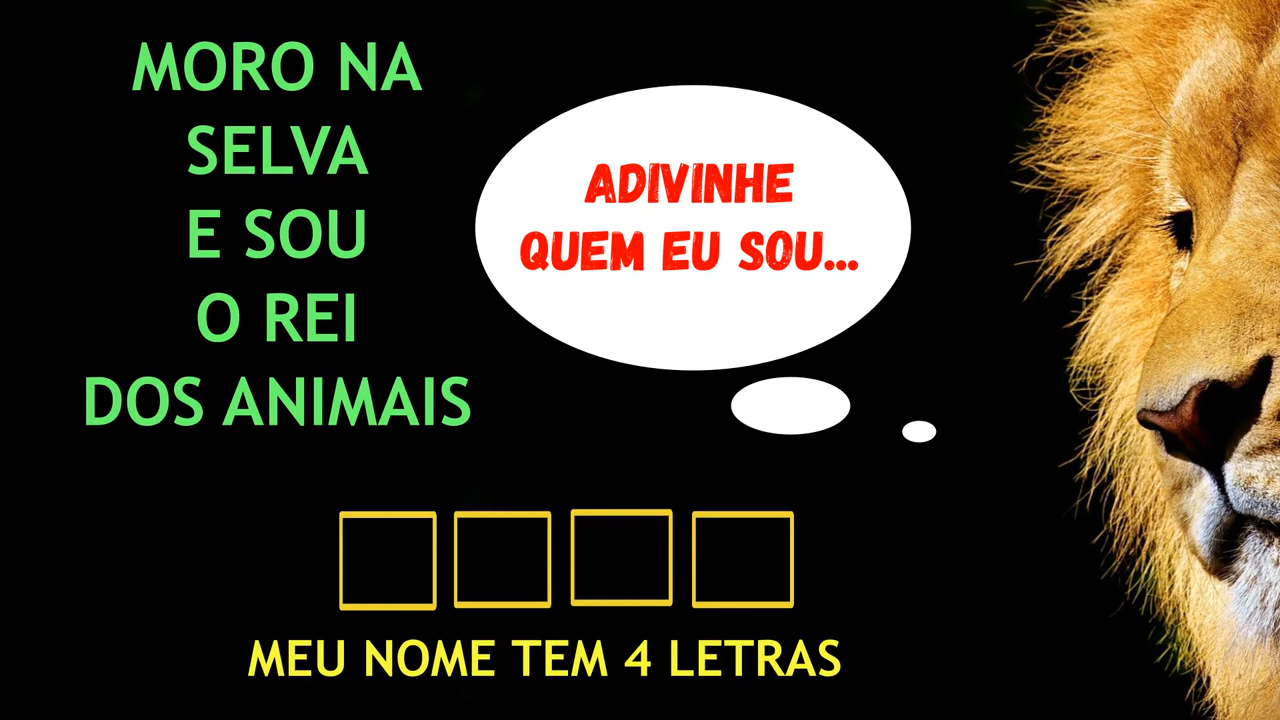 MORO NA
SELVA
E SOU
O REI
DOS ANIMAIS
ADIVINHE
QUEM EU SOU...
MEU NOME TEM 4 LETRAS